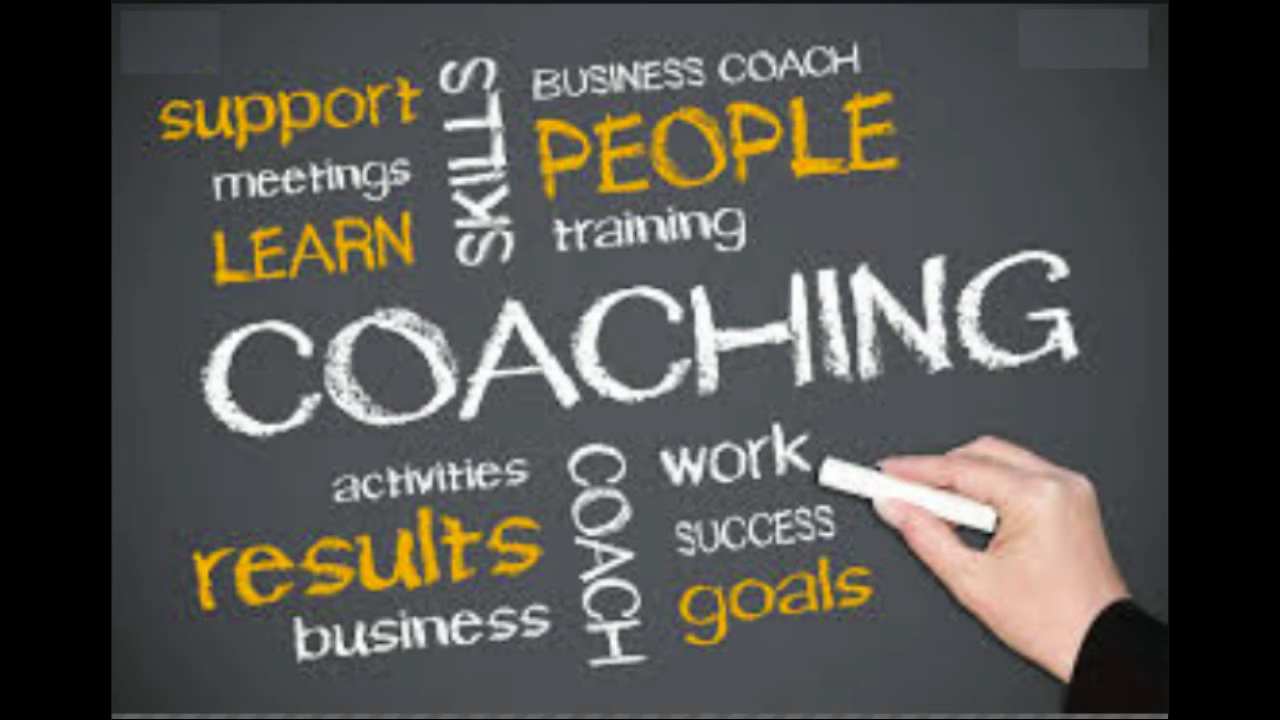 support
meetings
LEARN
SKILLS
BUSINESS COACH
PEOPLE
training
COACHING
activities
results
business
COACH
work
SUCCESS
goals